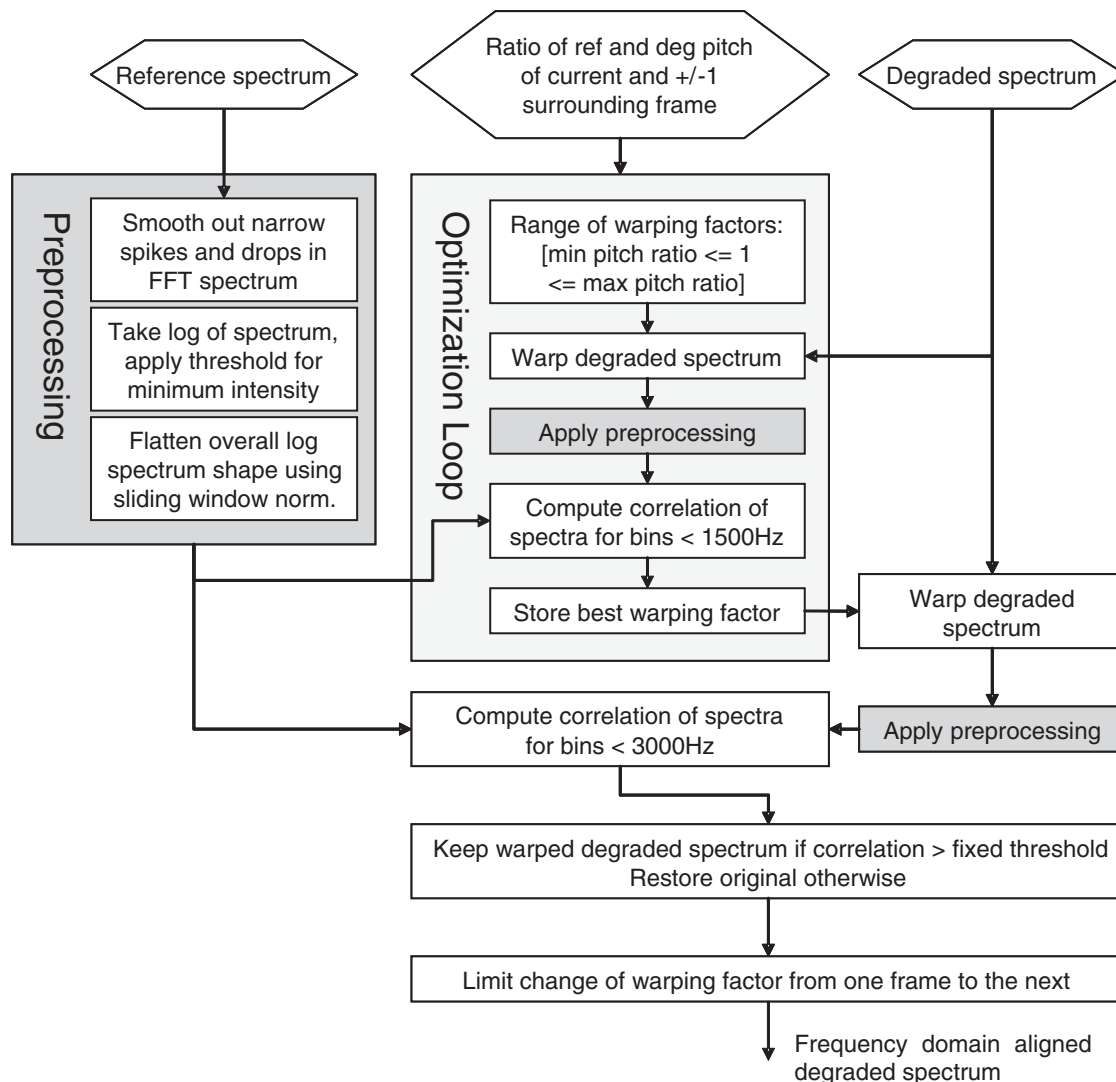 Reference spectrum
Ratio of ref and deg pitch
of current and +/-1
surrounding frame
Degraded spectrum
Preprocessing
Smooth out narrow
spikes and drops in
FFT spectrum
Take log of spectrum,
apply threshold for
minimum intensity
Flatten overall log
spectrum shape using
sliding window norm.
Optimization Loop
Range of warping factors:
[min pitch ratio <= 1
<= max pitch ratio]
Warp degraded spectrum
Apply preprocessing
Compute correlation of
spectra for bins < 1500Hz
Store best warping factor
Warp degraded
spectrum
Compute correlation of spectra
for bins < 3000Hz
Apply preprocessing
Keep warped degraded spectrum if correlation > fixed threshold
Restore original otherwise
Limit change of warping factor from one frame to the next
Frequency domain aligned
degraded spectrum